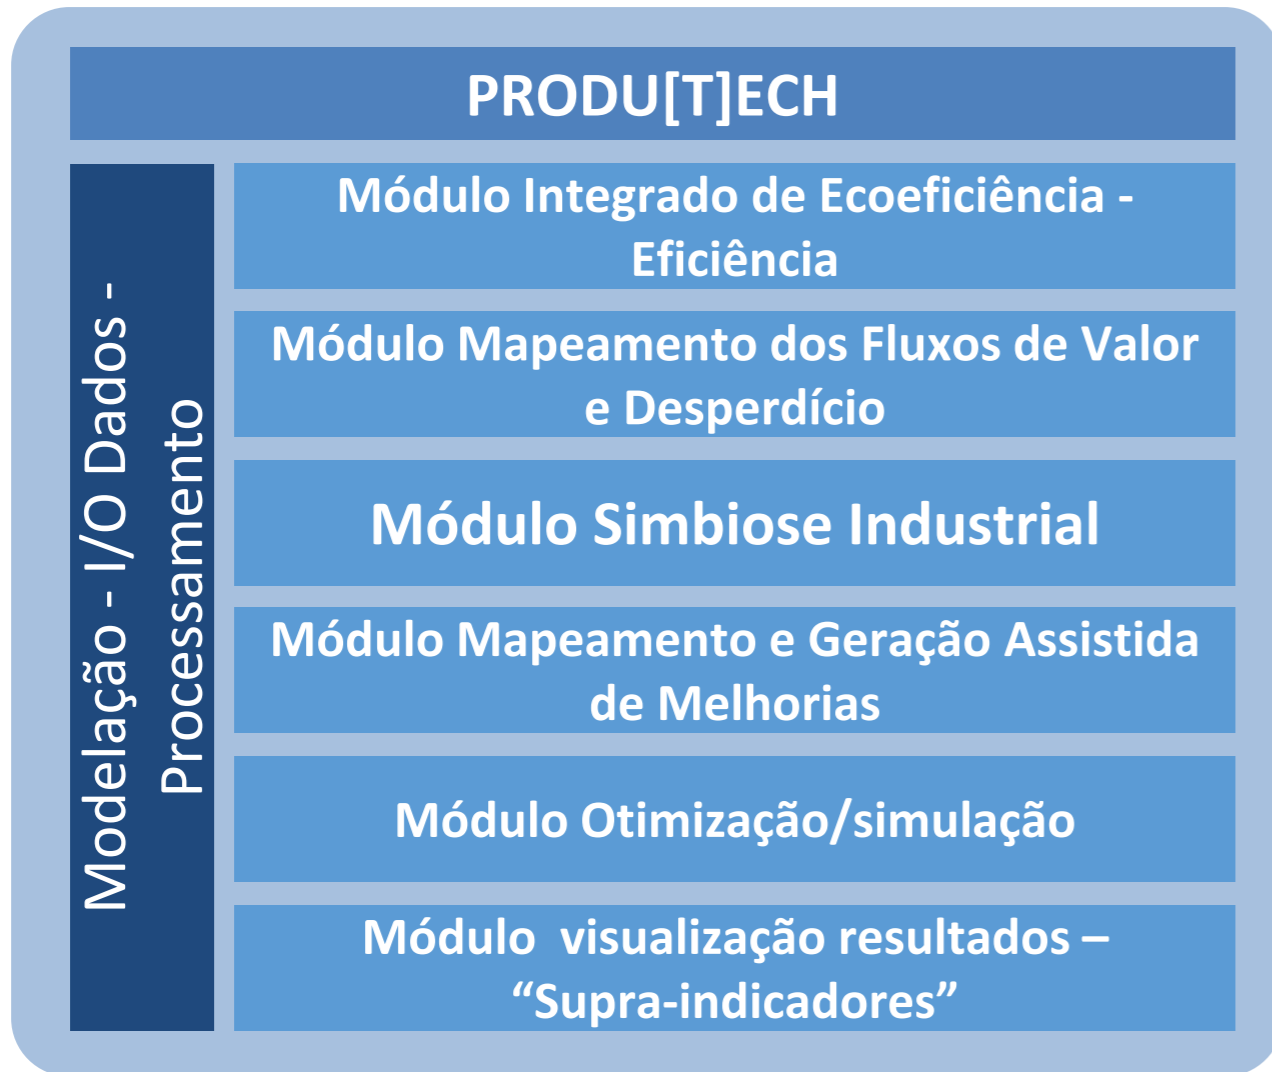 PRODU[T]ECH
Modelação - I/O Dados -
Processamento
Módulo Integrado de Ecoeficiência -
Eficiência
Módulo Mapeamento dos Fluxos de Valor
e Desperdício
Módulo Simbiose Industrial
Módulo Mapeamento e Geração Assistida
de Melhorias
Módulo Otimização/simulação
Módulo  visualização resultados –
“Supra-indicadores”